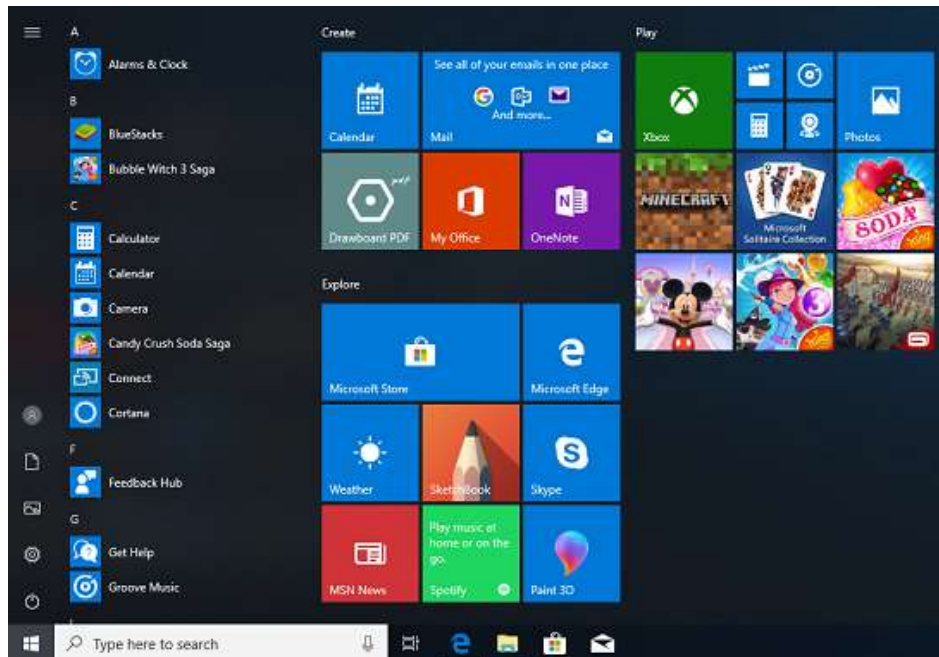 A
Alarms & Clock
B
BlueStacks
Bubble Witch 3 Saga
C
Calculator
Calendar
Camera
Candy Crush Soda Saga
Connect
Cortana
F
Feedback Hub
G
Get Help
Groove Music
Create
Calendar
See all of your emails in one place
And more...
Mail
Drawboard PDF
My Office
OneNote
Explore
Microsoft Store
Microsoft Edge
Weather
SketchBook
Skype
MSN News
Play music at
home or on the
go.
Spotify
Paint 3D
Play
Xbox
Photos
MINECRAFT
Microsoft
Solitaire Collection
SODA
3
Type here to search